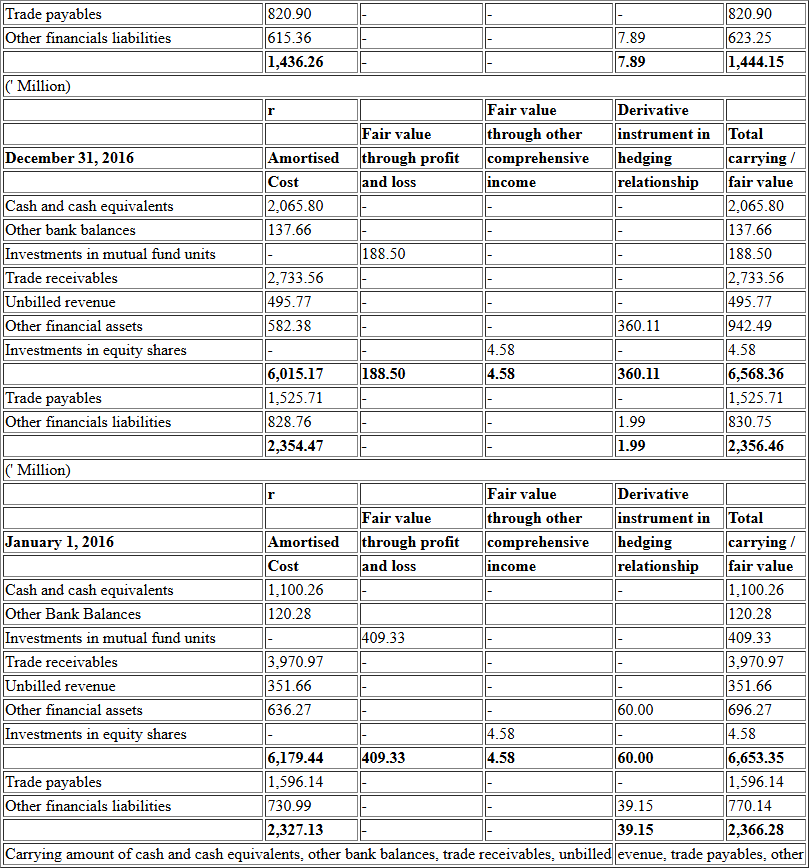 Trade payables 820.90 - - - 820.90
Other financials liabilities 615.36 - - 7.89 623.25
1,436.26 - - 7.89 1,444.15
(' Million)
r Fair value Derivative
Fair value through other instrument in Total
December 31, 2016 Amortised through profit comprehensive hedging carrying /
Cost and loss income relationship fair value
Cash and cash equivalents 2,065.80 - - - 2,065.80
Other bank balances 137.66 - - - 137.66
Investments in mutual fund units - 188.50 - - 188.50
Trade receivables 2,733.56 - - - 2,733.56
Unbilled revenue 495.77 - - - 495.77
Other financial assets 582.38 - - 360.11 942.49
Investments in equity shares - - 4.58 - 4.58
6,015.17 188.50 4.58 360.11 6,568.36
Trade payables 1,525.71 - - - 1,525.71
Other financials liabilities 828.76 - - 1.99 830.75
2,354.47 - - 1.99 2,356.46
(' Million)
r Fair value Derivative
Fair value through other instrument in Total
January 1, 2016 Amortised through profit comprehensive hedging carrying /
Cost and loss income relationship fair value
Cash and cash equivalents 1,100.26 - - - 1,100.26
Other Bank Balances 120.28 120.28
Investments in mutual fund units - 409.33 - - 409.33
Trade receivables 3,970.97 - - - 3,970.97
Unbilled revenue 351.66 - - - 351.66
Other financial assets 636.27 - - 60.00 696.27
Investments in equity shares - - 4.58 - 4.58
6,179.44 409.33 4.58 60.00 6,653.35
Trade payables 1,596.14 - - - 1,596.14
Other financials liabilities 730.99 - - 39.15 770.14
2,327.13 - - 39.15 2,366.28
Carrying amount of cash and cash equivalents, other bank balances, trade receivables, unbilled evenue, trade payables, other